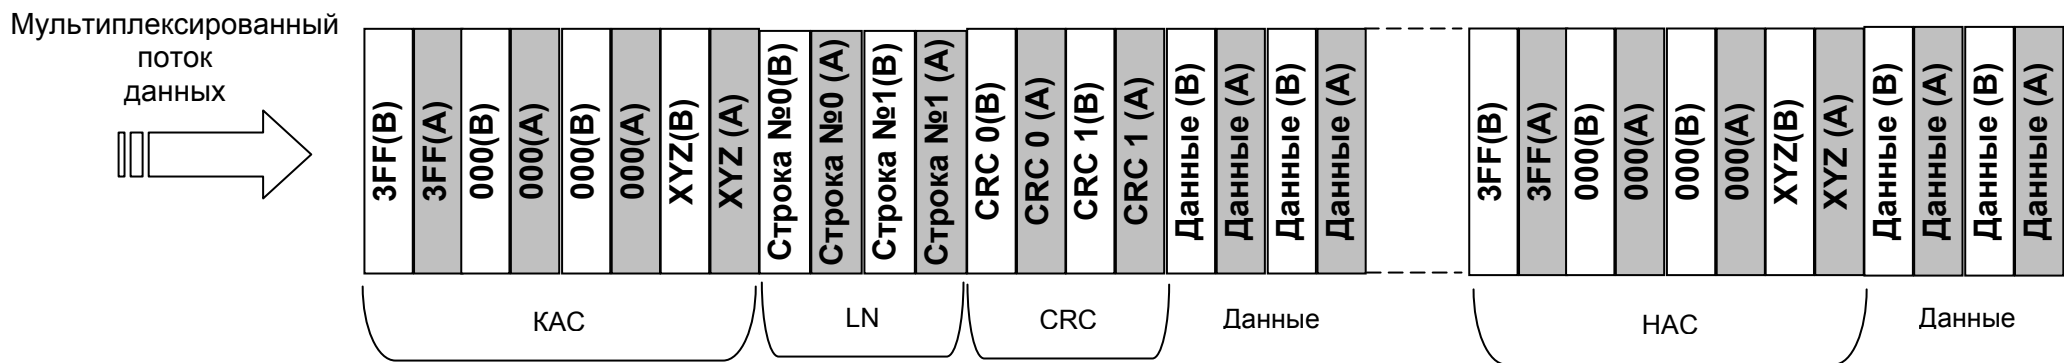 Мультиплексированный
поток
данных
3FF(B)
3FF(A)
000(B)
000(A)
000(B)
000(A)
XYZ(B)
XYZ (A)
Строка №0(B)
Строка №0 (A)
Строка №1(B)
Строка №1 (A)
CRC 0(B)
CRC 0 (A)
CRC 1(B)
CRC 1 (A)
Данные (B)
Данные (A)
Данные (B)
Данные (A)
3FF(B)
3FF(A)
000(B)
000(A)
000(B)
000(A)
XYZ(B)
XYZ (A)
Данные (B)
Данные (A)
Данные (B)
Данные (A)
КАС
LN
CRC
Данные
НАС
Данные